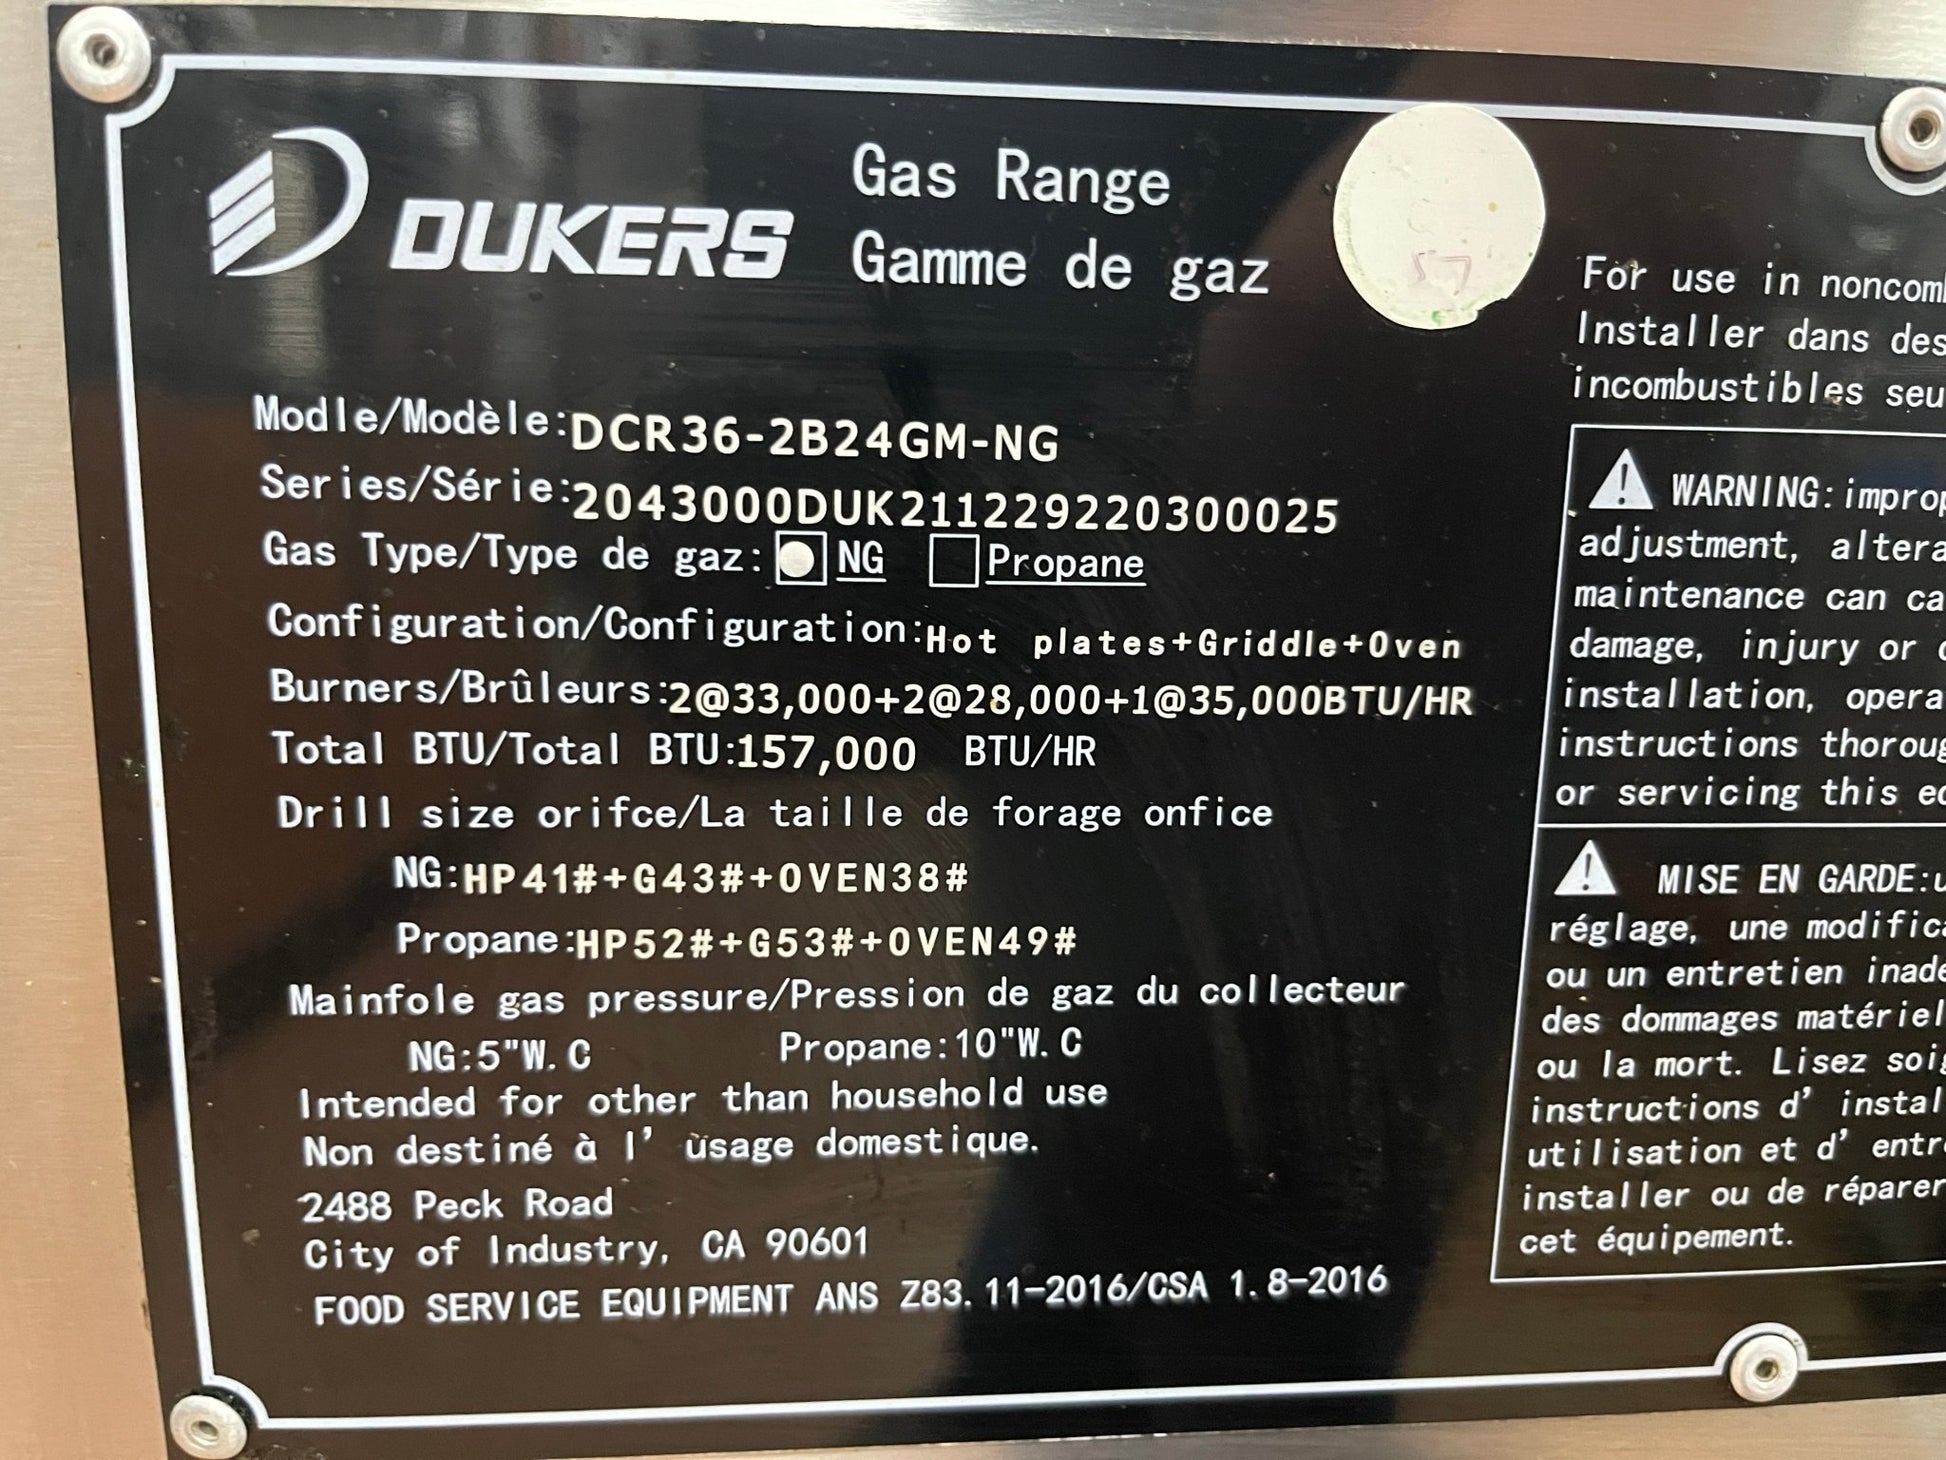 DUKERS
Gas Range
Gamme de gaz
Modle/Modèle:DCR36-2B24GM-NG
Series/Série:2043000DUK211229220300025
Gas Type/Type de gaz: NG Propane
Configuration/Configuration:Hot plates+Griddle+Oven
Burners/Brûleurs:2@33,000+2@28,000+1@35,000BTU/HR
Total BTU/Total BTU:157,000 BTU/HR
Drill size orifce/La taille de forage onfice
NG:HP41#+G43#+OVEN38#
Propane:HP52#+G53#+OVEN49#
Mainfole gas pressure/Pression de gaz du collecteur
NG:5"W.C Propane:10"W.C
Intended for other than household use
Non destiné à l' üsage domestique.
2488 Peck Road
City of Industry, CA 90601
FOOD SERVICE EQUIPMENT ANS Z83.11-2016/CSA 1.8-2016
57
For use in
Installer dans des
incombustibles
WARNING:
adjustment,
maintenance can
damage, injury or
installation,
instructions
or servicing this
MISE EN GARDE:
réglage, une
ou un entretien
des dommages
ou la mort. Lisez
instructions d'
utilisation et d'
installer ou de réparer
cet équipement.